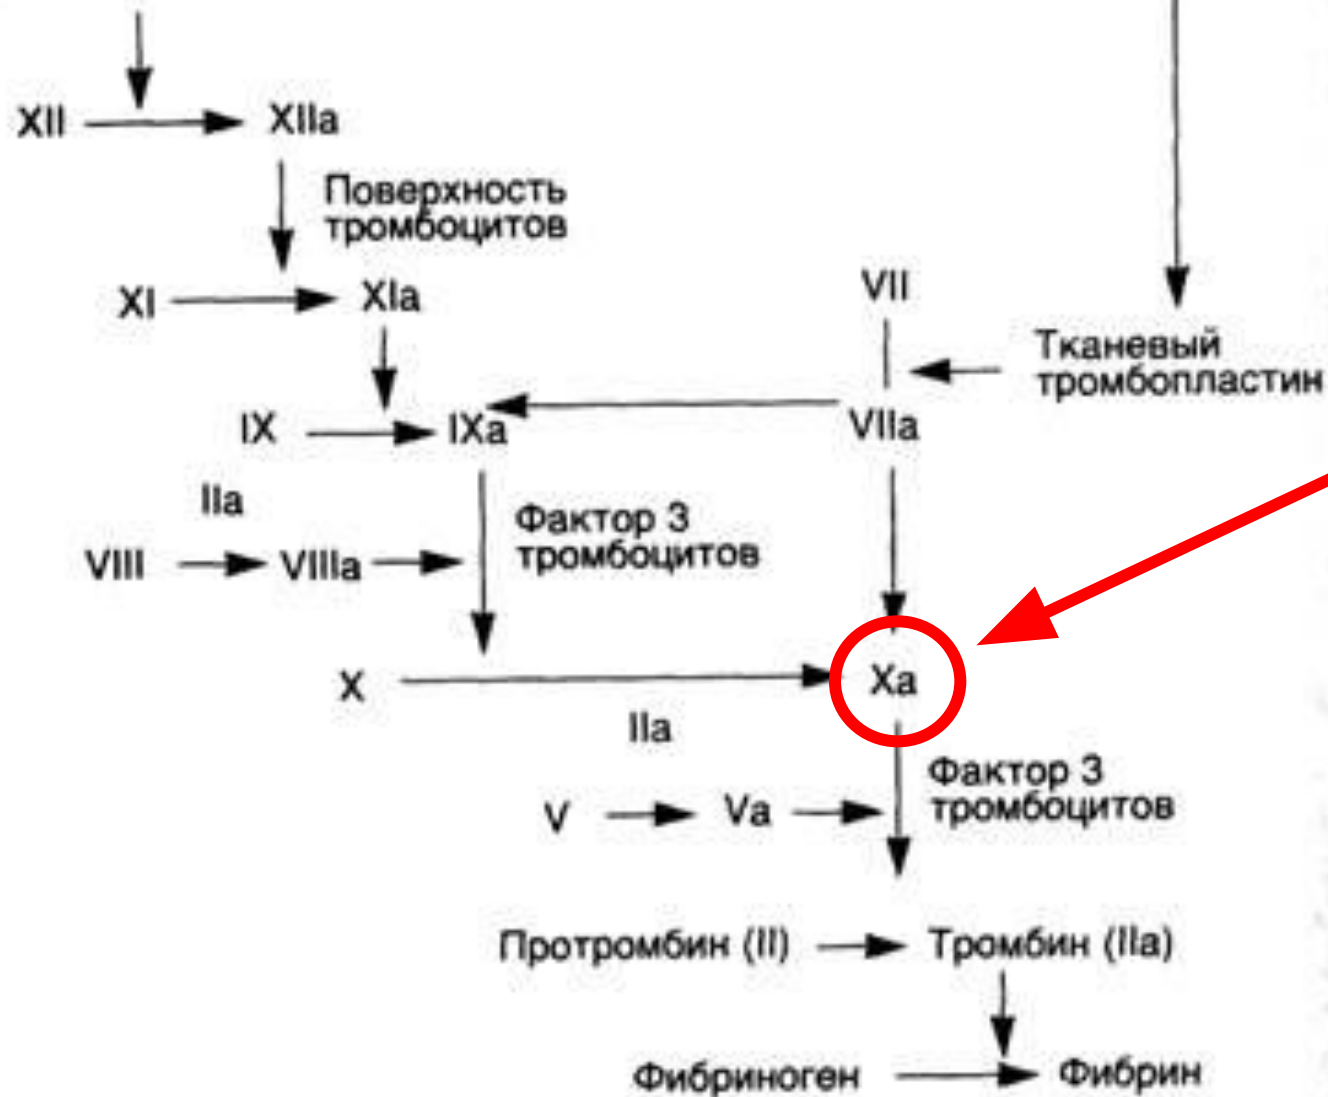 XII
XIIa
Поверхность
тромбоцитов
XI
XIa
VII
Тканевый
тромбопластин
IX
IXa
VIIa
IIa
Фактор 3
тромбоцитов
VIII
VIIIa
X
Xa
IIa
Фактор 3
тромбоцитов
V
Va
Протромбин (II)
Тромбин (IIa)
Фибриноген
Фибрин